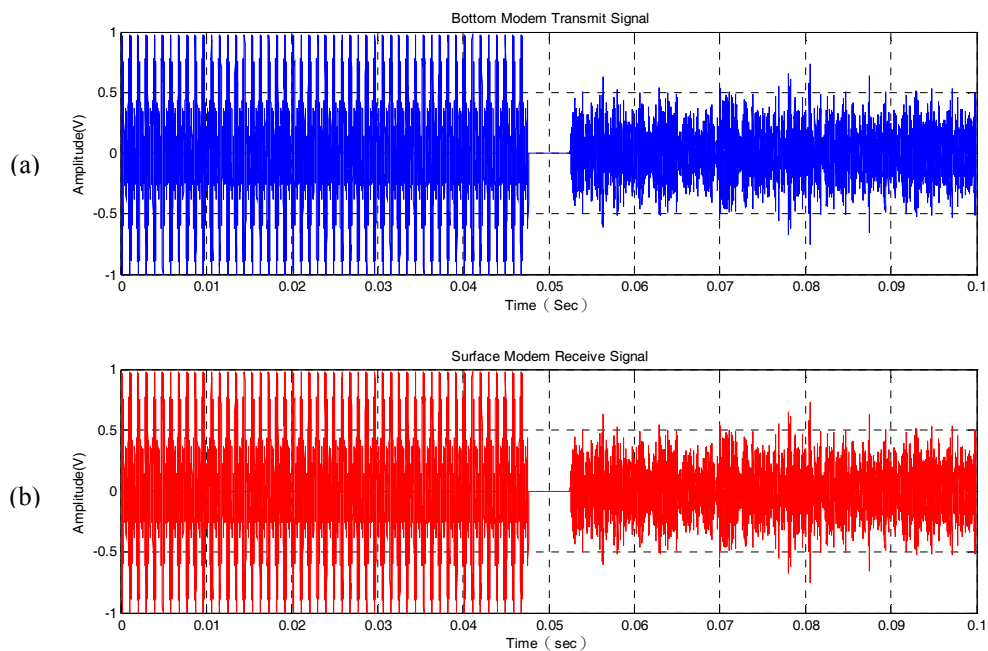 Bottom Modem Transmit Signal
(a)
Amplitude(V)
1
0.5
0
-0.5
-1
0 0.01 0.02 0.03 0.04 0.05 0.06 0.07 0.08 0.09 0.1
Time（Sec）
Surface Modem Receive Signal
(b)
Amplitude(V)
1
0.5
0
-0.5
-1
0 0.01 0.02 0.03 0.04 0.05 0.06 0.07 0.08 0.09 0.1
Time（sec）